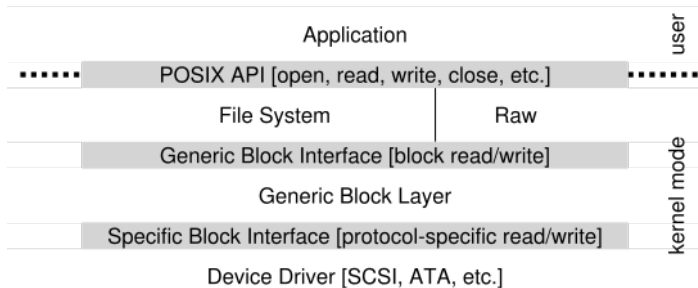 Application
user
POSIX API [open, read, write, close, etc.]
File System
Raw
Generic Block Interface [block read/write]
Generic Block Layer
kernel mode
Specific Block Interface [protocol-specific read/write]
Device Driver [SCSI, ATA, etc.]